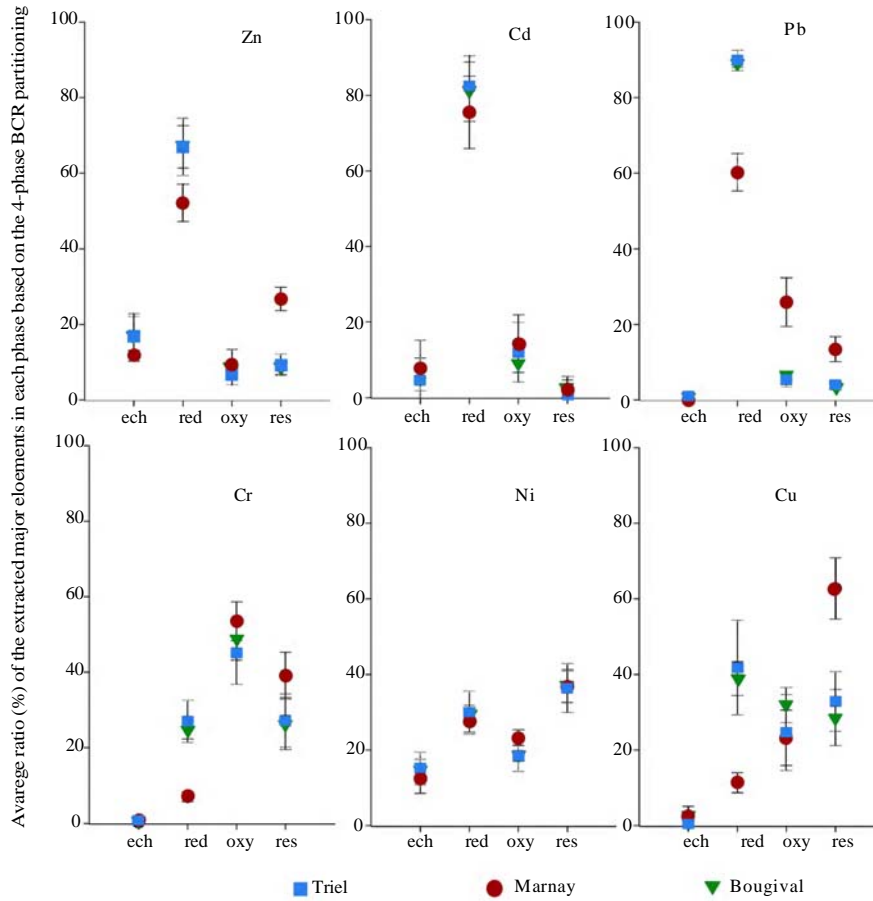 Avarege ratio (%) of the extracted major eloements in each phase based on the 4-phase BCR partitioning
100
80
60
40
20
0
Zn
ech red oxy res
100
80
60
40
20
0
Cd
ech red oxy res
100
80
60
40
20
0
Pb
ech red oxy res
100
80
60
40
20
0
Cr
ech red oxy res
100
80
60
40
20
0
Ni
ech red oxy res
100
80
60
40
20
0
Cu
ech red oxy res
Triel Marnay Bougival